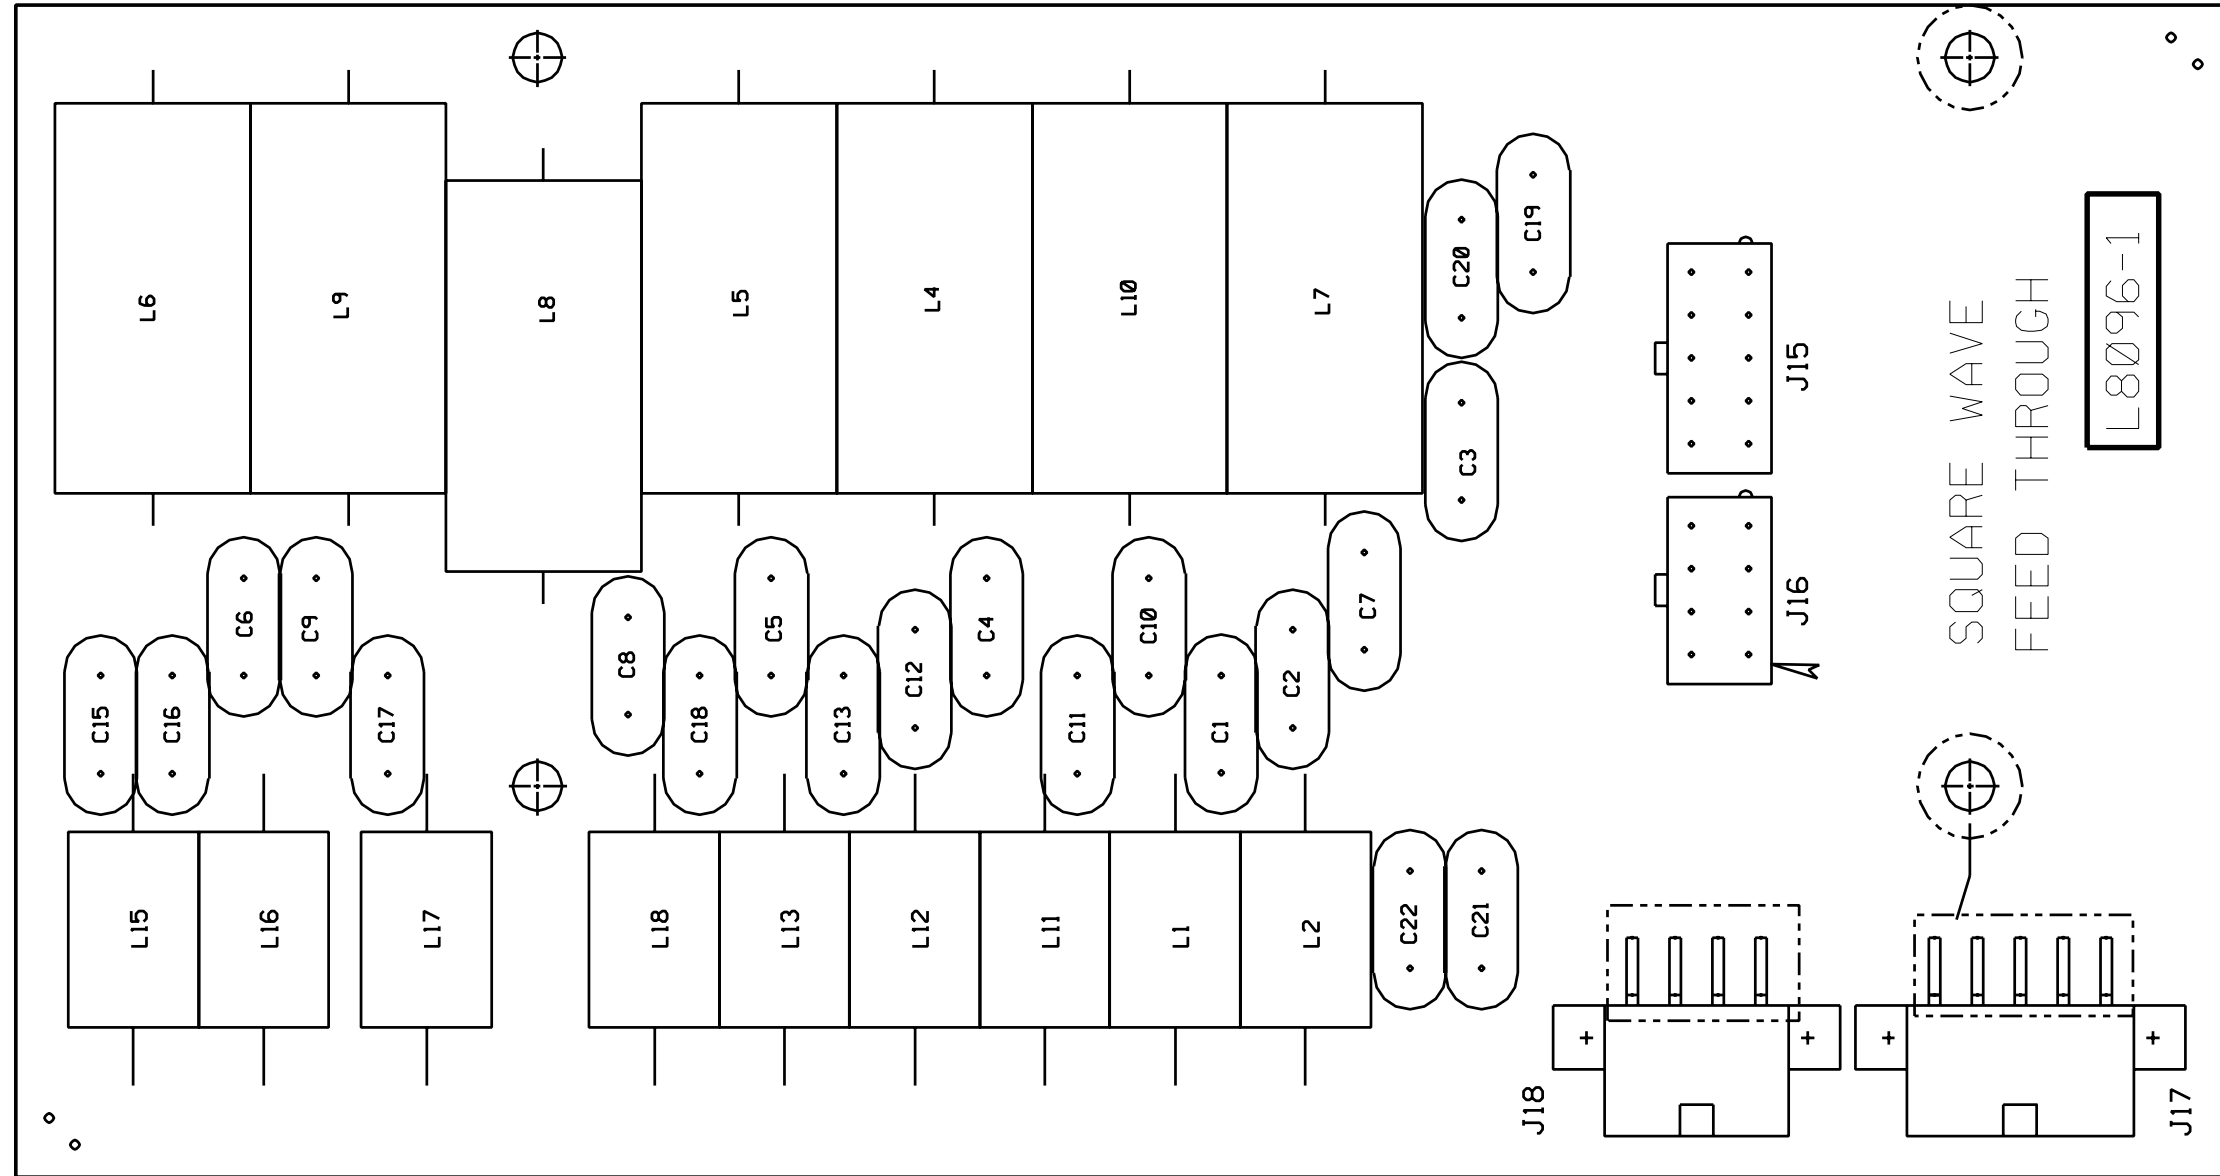 L6
L9
L8
L5
L4
L10
L7
C20
C19
C3
J15
J16
SQUARE WAVE
FEED THROUGH
L8096-1
C15
C16
C6
C9
C17
C8
C18
C5
C13
C12
C4
C11
C10
C1
C2
C7
L15
L16
L17
L18
L13
L12
L11
L1
L2
C22
C21
J18
J17